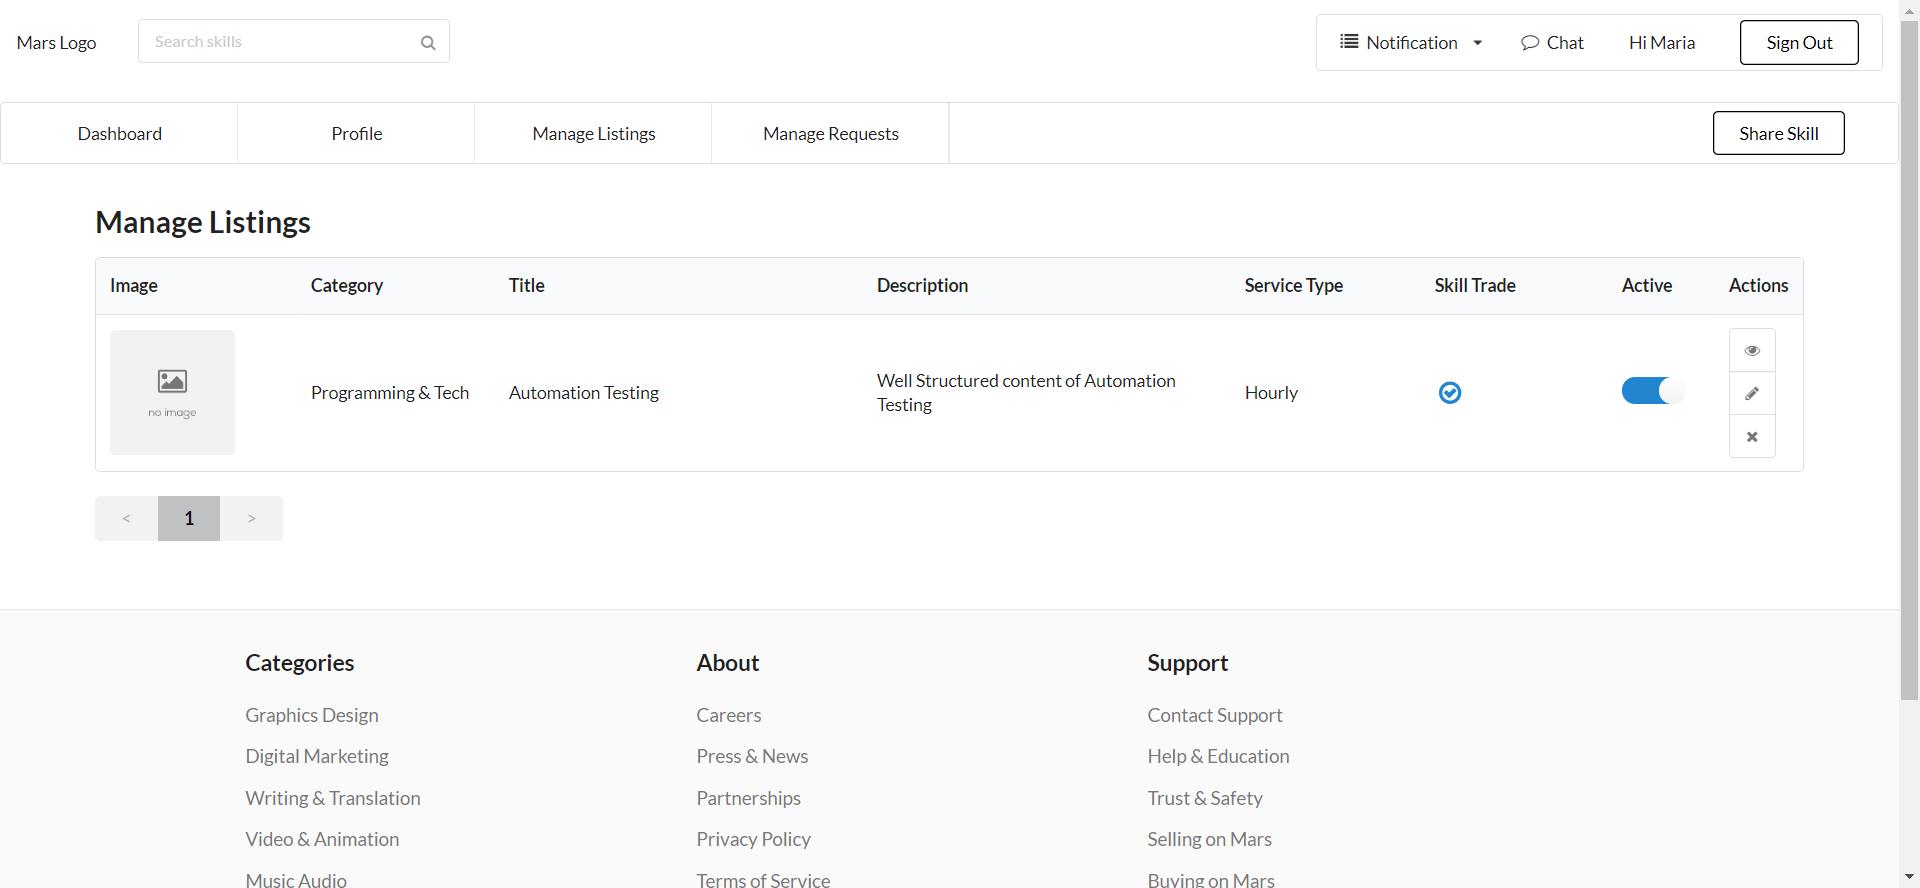 Mars Logo
Search skills
Notification
Chat
Hi Maria
Sign Out
Dashboard
Profile
Manage Listings
Manage Requests
Share Skill
Manage Listings
Image
Category
Title
Description
Service Type
Skill Trade
Active
Actions
no image
Programming & Tech
Automation Testing
Well Structured content of Automation
Testing
Hourly
<
1
>
Categories
Graphics Design
Digital Marketing
Writing & Translation
Video & Animation
Music Audio
About
Careers
Press & News
Partnerships
Privacy Policy
Terms of Service
Support
Contact Support
Help & Education
Trust & Safety
Selling on Mars
Buying on Mars